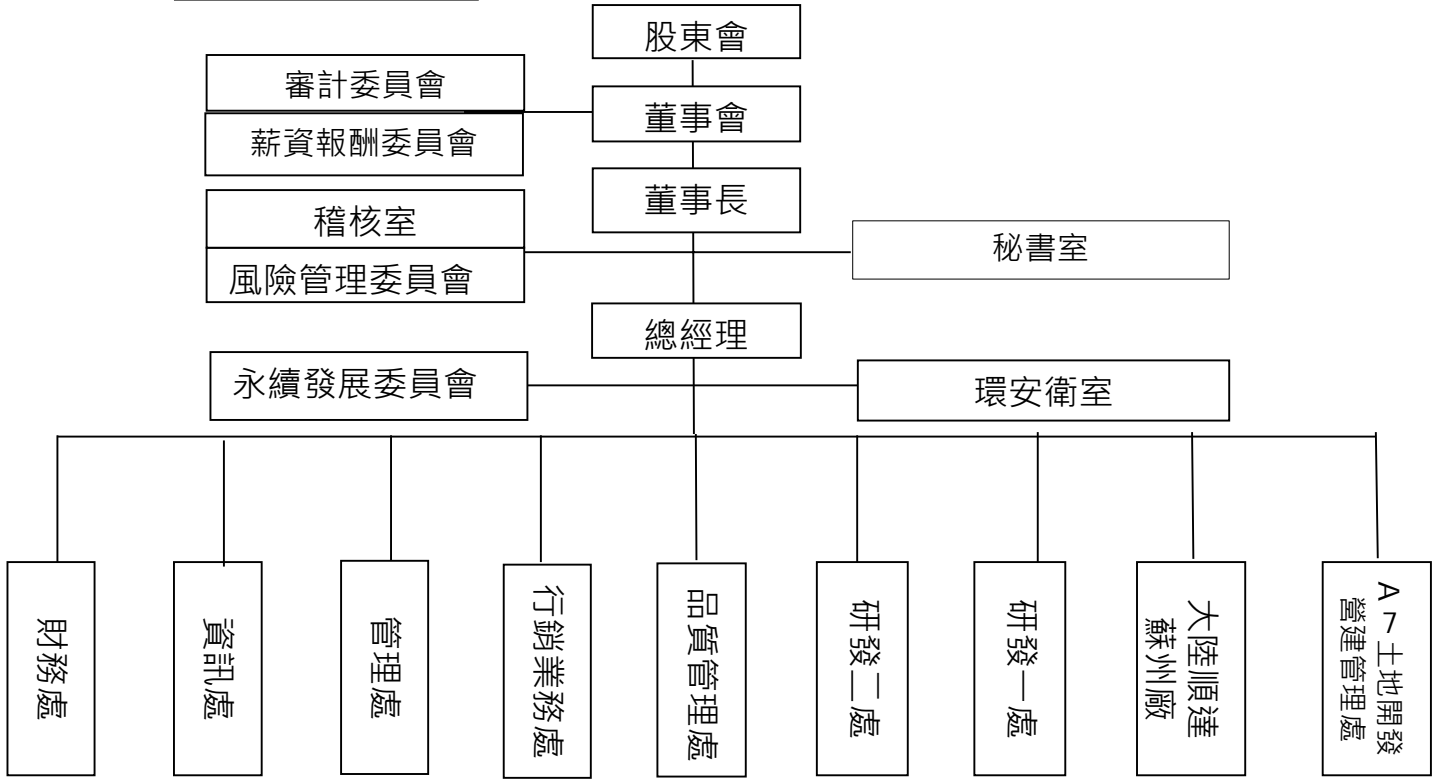 股東會
審計委員會
董事會
薪資報酬委員會
董事長
稽核室
秘書室
風險管理委員會
總經理
永續發展委員會
環安衛室
財務處
資訊處
管理處
行銷業務處
品質管理處
研發二處
研發一處
大陸順達
蘇州廠
A7土地開發
營建管理處